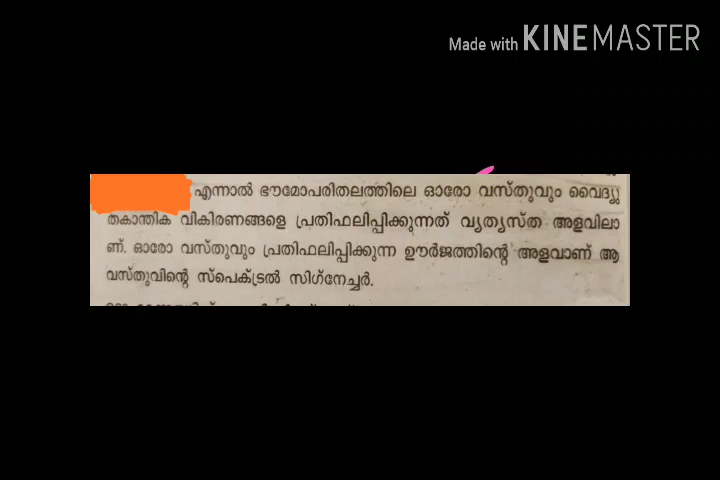 Made with KINEMASTER
എന്നാൽ ഭൗമോപരിതലത്തിലെ ഓരോ വസ്തുവും വൈദ്യു
തകാന്തിക വികിരണങ്ങളെ പ്രതിഫലിപ്പിക്കുന്നത് വ്യത്യസ്ത അളവിലാ
ണ്. ഓരോ വസ്തുവും പ്രതിഫലിപ്പിക്കുന്ന ഊർജത്തിന്റെ അളവാണ് ആ
വസ്തുവിന്റെ സ്പെക്ട്രൽ സിഗ്നേച്ചർ.